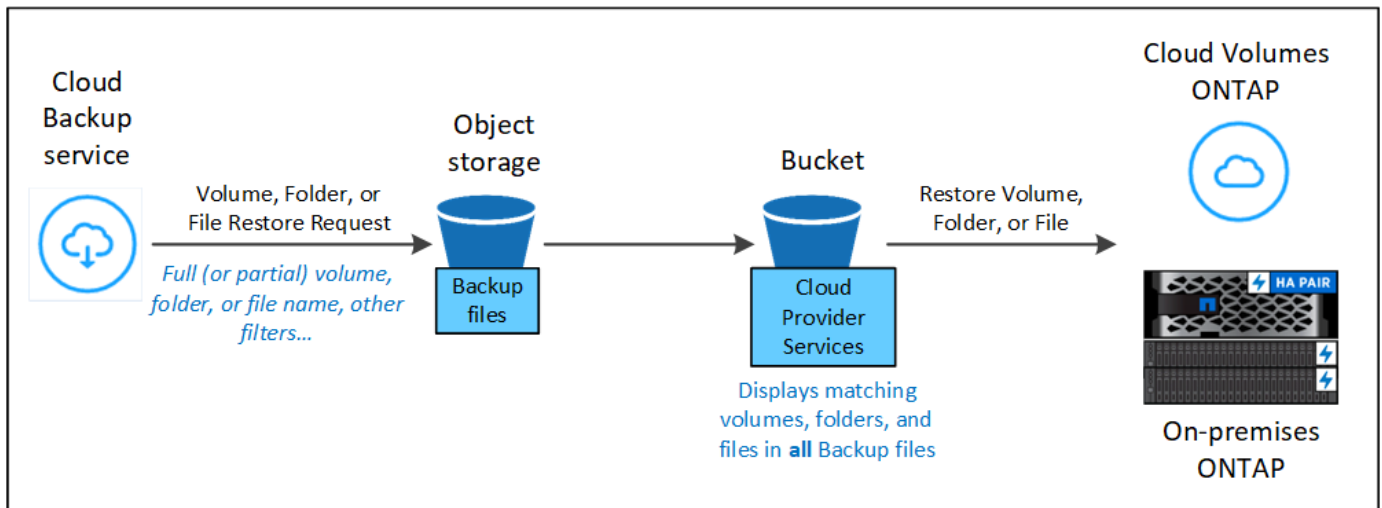 Cloud
Backup
service
Volume, Folder, or
File Restore Request
Full (or partial) volume,
folder, or file name, other
filters...
Object
storage
Backup
files
Bucket
Cloud
Provider
Services
Displays matching
volumes, folders, and
files in all Backup files
Restore Volume,
Folder, or File
Cloud Volumes
ONTAP
HA PAIR
On-premises
ONTAP